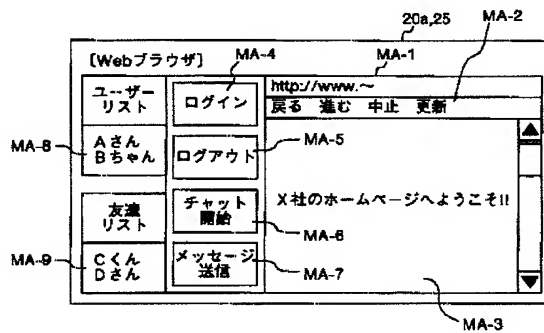 20a,25
MA-2
[Webブラウザ]
MA-4
MA-1
ユーザー
リスト
ログイン
http://www.～
戻る 進む 中止 更新
MA-8
Aさん
Bちゃん
ログアウト
MA-5
X社のホームページへようこそ!!
友達
リスト
チャット
開始
MA-6
MA-9
Cくん
Dさん
メッセージ
送信
MA-7
MA-3